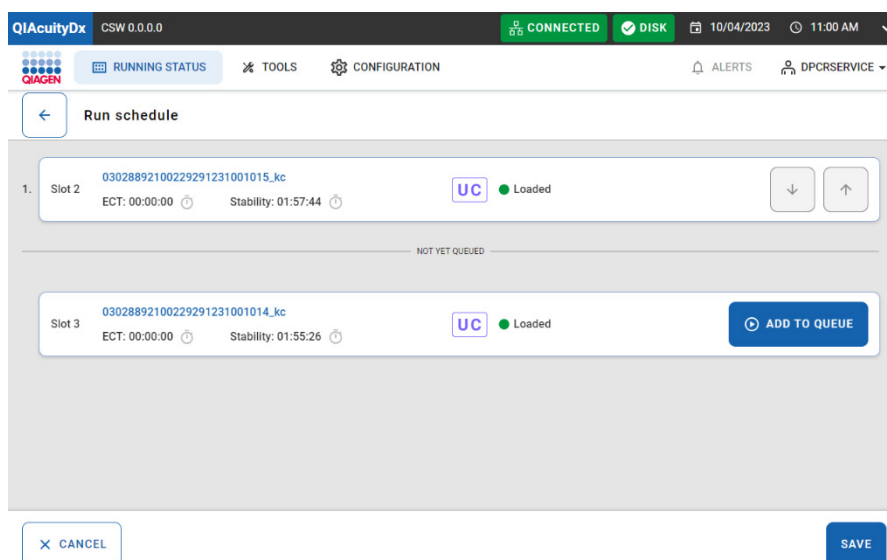 QIAcuityDx CSW 0.0.0.0 CONNECTED DISK 10/04/2023 11:00 AM
QIAGEN RUNNING STATUS TOOLS CONFIGURATION ALERTS DPCRSERVICE
Run schedule
1. Slot 2 03028892100229291231001015_kc UC Loaded
ECT: 00:00:00 Stability: 01:57:44
NOT YET QUEUED
Slot 3 03028892100229291231001014_kc UC Loaded ADD TO QUEUE
ECT: 00:00:00 Stability: 01:55:26
CANCEL SAVE